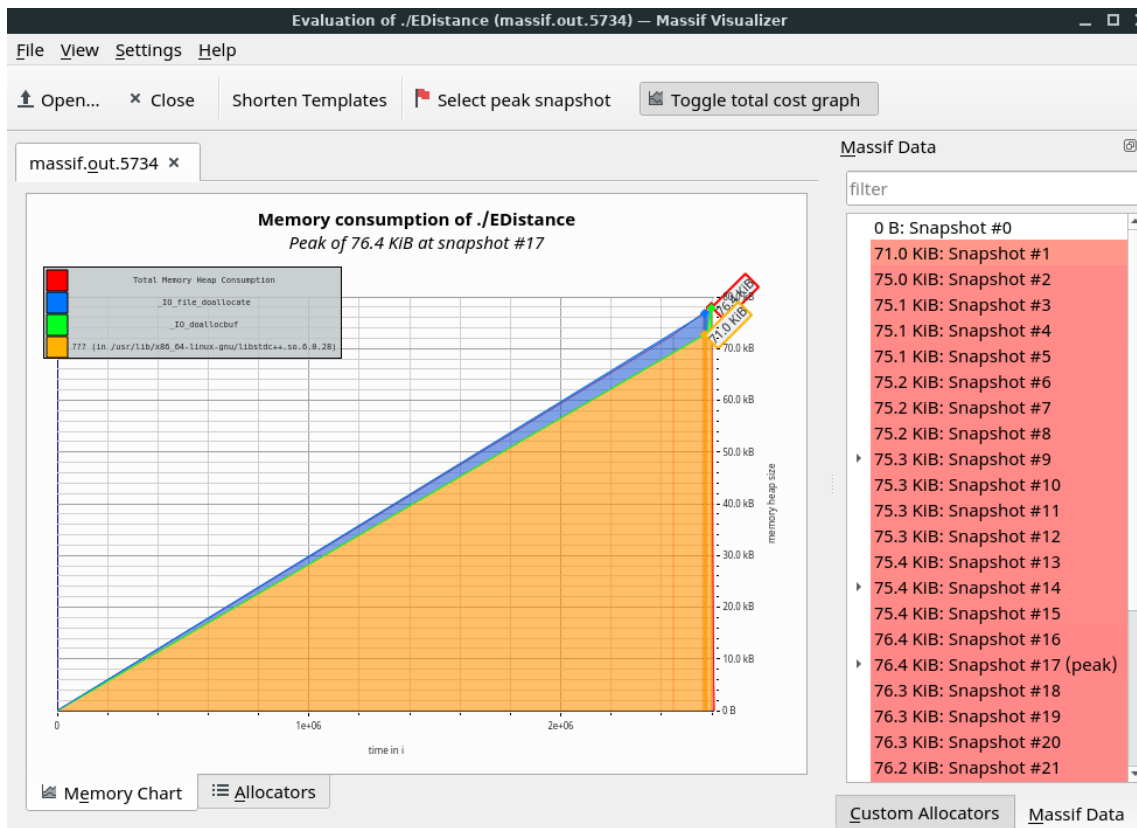 Evaluation of ./EDistance (massif.out.5734) — Massif Visualizer
File View Settings Help
Open... Close Shorten Templates Select peak snapshot Toggle total cost graph
massif.out.5734
Memory consumption of ./EDistance
Peak of 76.4 KiB at snapshot #17
Total Memory Heap Consumption
_IO_file_doallocate
_IO_doallocbuf
??? (in /usr/lib/x86_64-linux-gnu/libstdc++.so.6.0.28)
76.4 KiB
71.0 KiB
70.0 kB
60.0 kB
50.0 kB
40.0 kB
30.0 kB
20.0 kB
10.0 kB
0 B
memory heap size
0 1e+06 2e+06
time in i
Memory Chart Allocators
Massif Data
filter
0 B: Snapshot #0
71.0 KiB: Snapshot #1
75.0 KiB: Snapshot #2
75.1 KiB: Snapshot #3
75.1 KiB: Snapshot #4
75.1 KiB: Snapshot #5
75.2 KiB: Snapshot #6
75.2 KiB: Snapshot #7
75.2 KiB: Snapshot #8
75.3 KiB: Snapshot #9
75.3 KiB: Snapshot #10
75.3 KiB: Snapshot #11
75.3 KiB: Snapshot #12
75.4 KiB: Snapshot #13
75.4 KiB: Snapshot #14
75.4 KiB: Snapshot #15
76.4 KiB: Snapshot #16
76.4 KiB: Snapshot #17 (peak)
76.3 KiB: Snapshot #18
76.3 KiB: Snapshot #19
76.3 KiB: Snapshot #20
76.2 KiB: Snapshot #21
Custom Allocators Massif Data